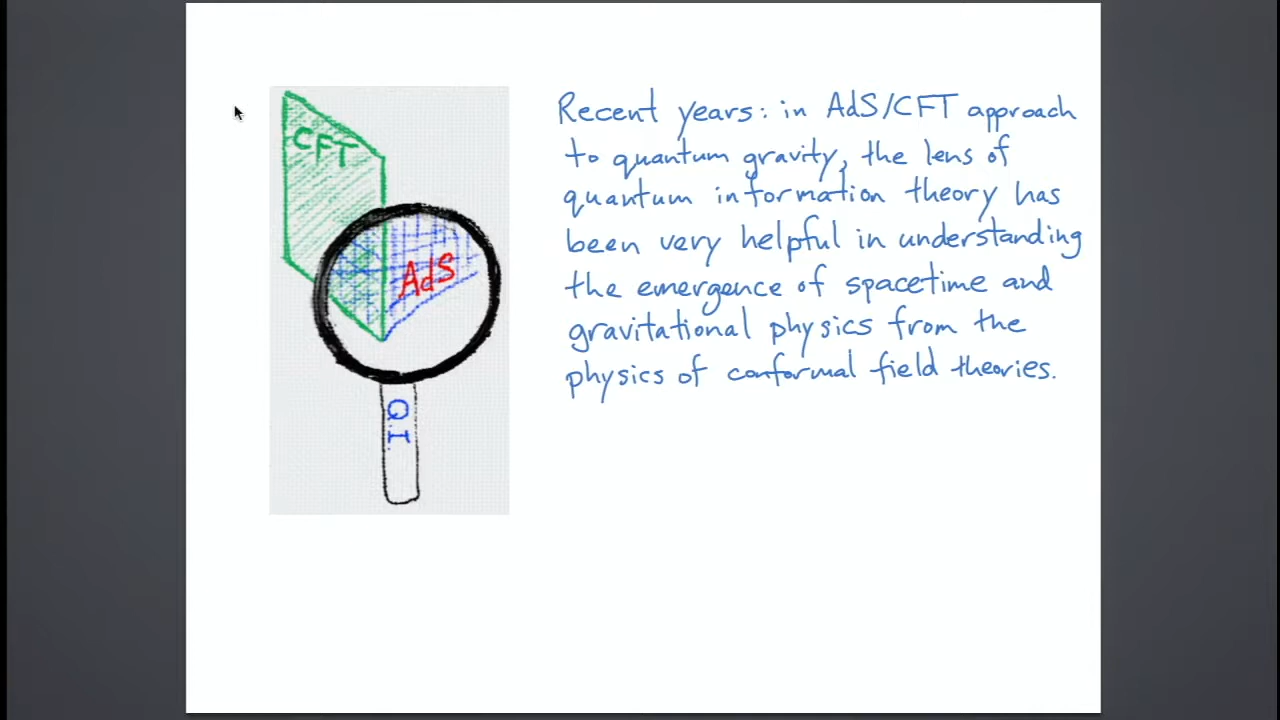 CFT
AdS
Q.I.
Recent years: in AdS/CFT approach
to quantum gravity, the lens of
quantum information theory has
been very helpful in understanding
the emergence of spacetime and
gravitational physics from the
physics of conformal field theories.